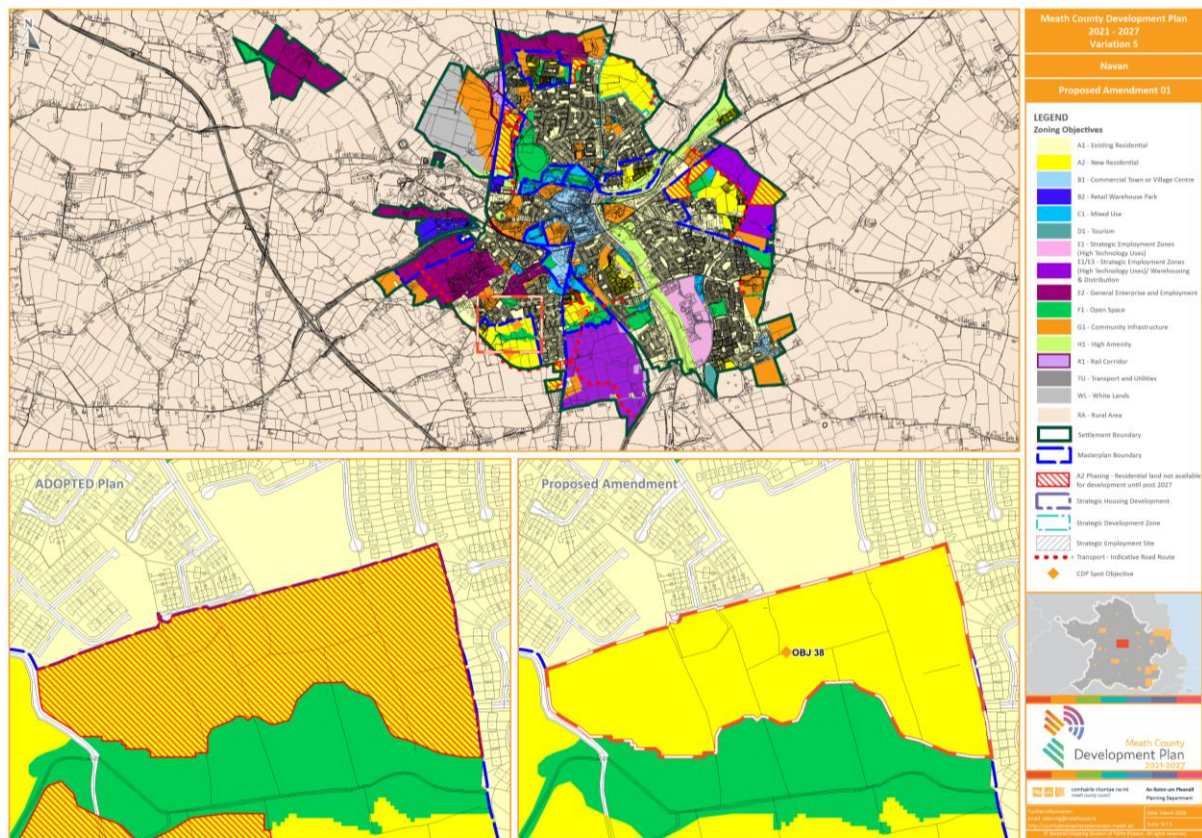 N
Meath County Development Plan
2021 - 2027
Variation 5
Navan
Proposed Amendment 01
LEGEND
Zoning Objectives
A1 - Existing Residential
A2 - New Residential
B1 - Commercial Town or Village Centre
B2 - Retail Warehouse Park
C1 - Mixed Use
D1 - Tourism
E1 - Strategic Employment Zones
(High Technology Uses)
E1/E3 - Strategic Employment Zones
(High Technology Uses)/ Warehousing
& Distribution
E2 - General Enterprise and Employment
F1 - Open Space
G1 - Community Infrastructure
H1 - High Amenity
R1 - Rail Corridor
TU - Transport and Utilities
WL - White Lands
RA - Rural Area
Settlement Boundary
Masterplan Boundary
A2 Phasing - Residential land not available
for development until post 2027
Strategic Housing Development
Strategic Development Zone
Strategic Employment Site
Transport - Indicative Road Route
CDP Spot Objective
ADOPTED Plan
Proposed Amendment
OBJ 38
Meath County
Development Plan
2021-2027
comhairle chontae na mí
meath county council
An Roinn um Pleanáil
Planning Department